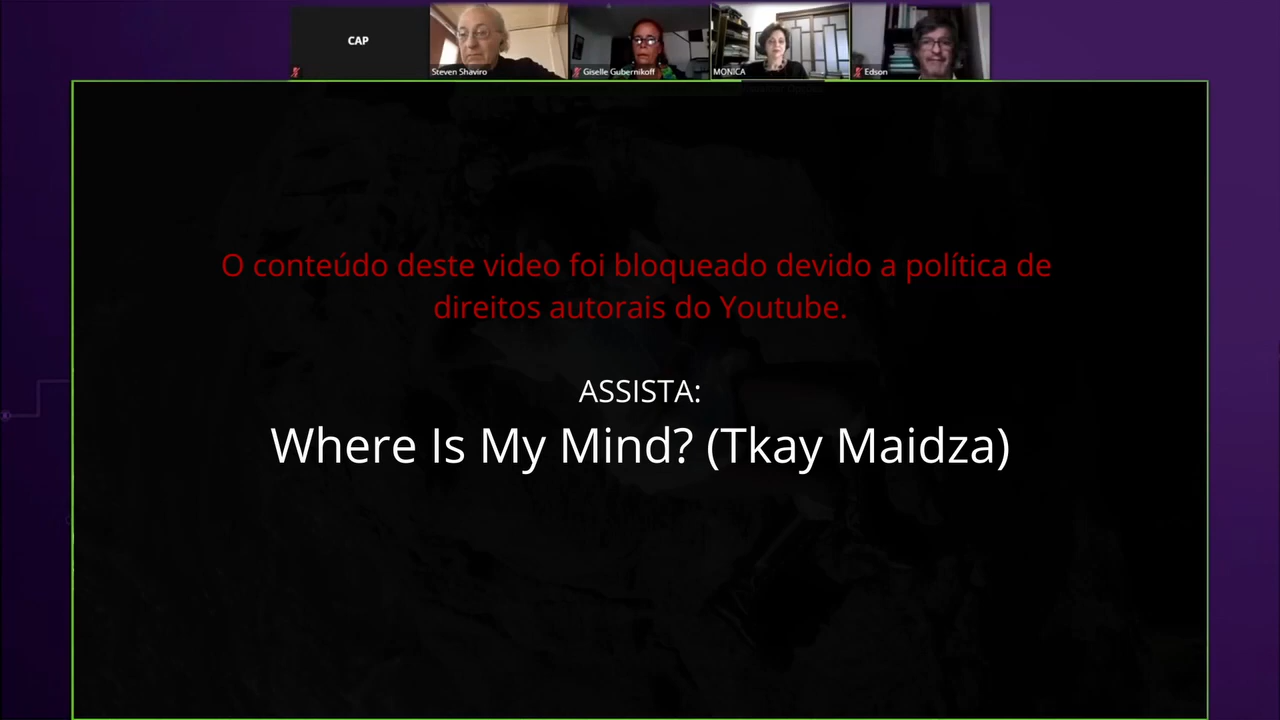 CAP
Steven Shaviro
Giselle Gubernikoff
MONICA
Edson
O conteúdo deste video foi bloqueado devido a política de
direitos autorais do Youtube.
ASSISTA:
Where Is My Mind? (Tkay Maidza)